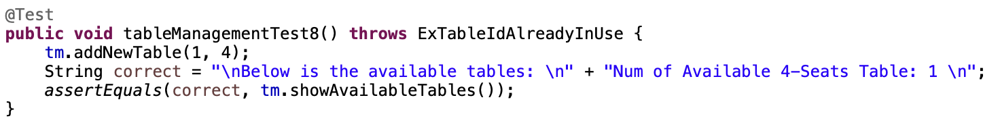 @Test
public void tableManagementTest8() throws ExTableIdAlreadyInUse {
    tm.addNewTable(1, 4);
    String correct = "\nBelow is the available tables: \n" + "Num of Available 4-Seats Table: 1 \n";
    assertEquals(correct, tm.showAvailableTables());
}